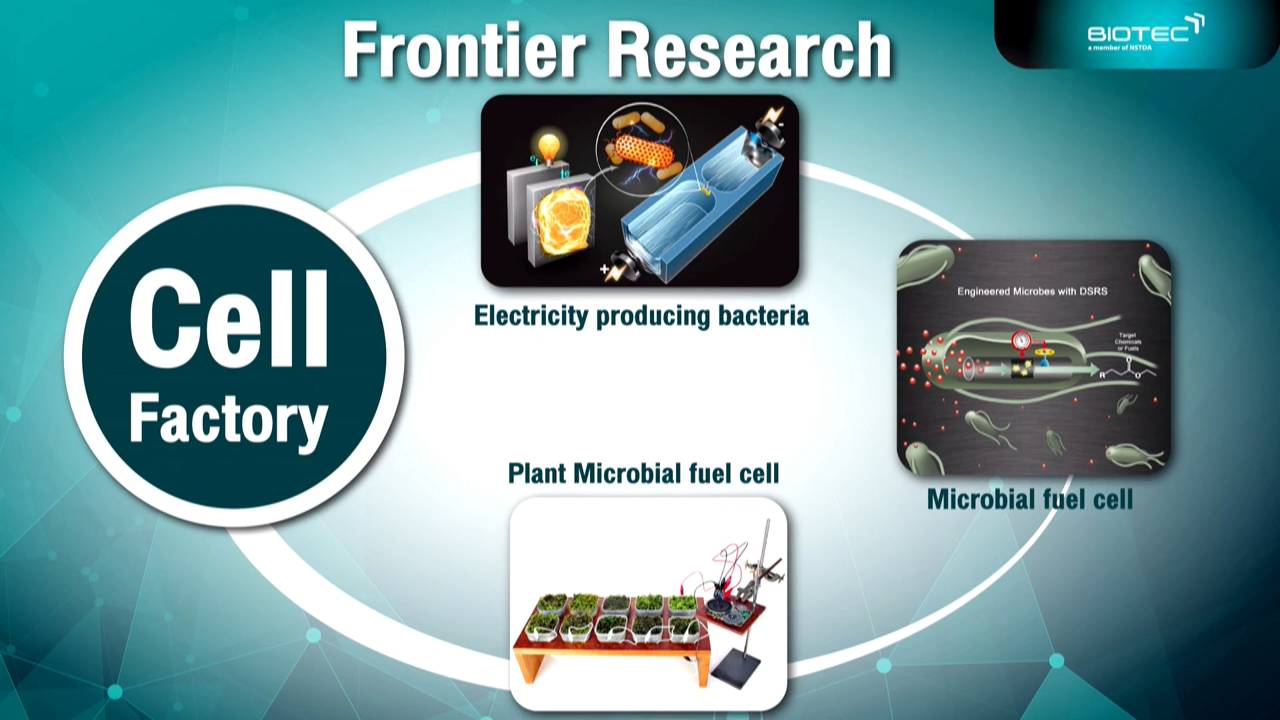 Frontier Research
BIOTEC
a member of NSTDA
Cell
Factory
Electricity producing bacteria
Engineered Microbes with DSRS
Target
Chemicals
or Fuels
R
O
O
Microbial fuel cell
Plant Microbial fuel cell